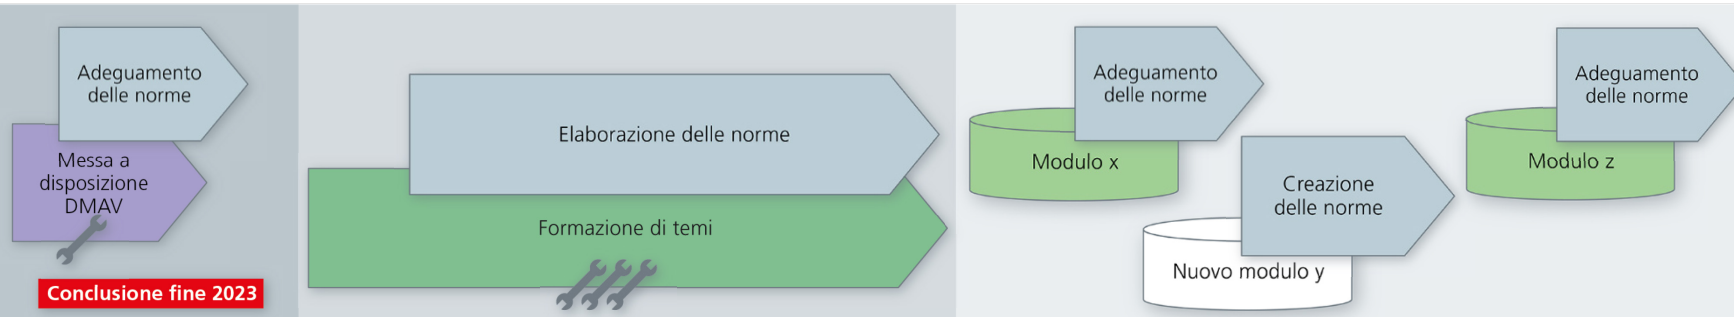 Adeguamento
delle norme
Messa a
disposizione
DMAV
Conclusione fine 2023
Elaborazione delle norme
Formazione di temi
Adeguamento
delle norme
Modulo x
Creazione
delle norme
Nuovo modulo y
Adeguamento
delle norme
Modulo z